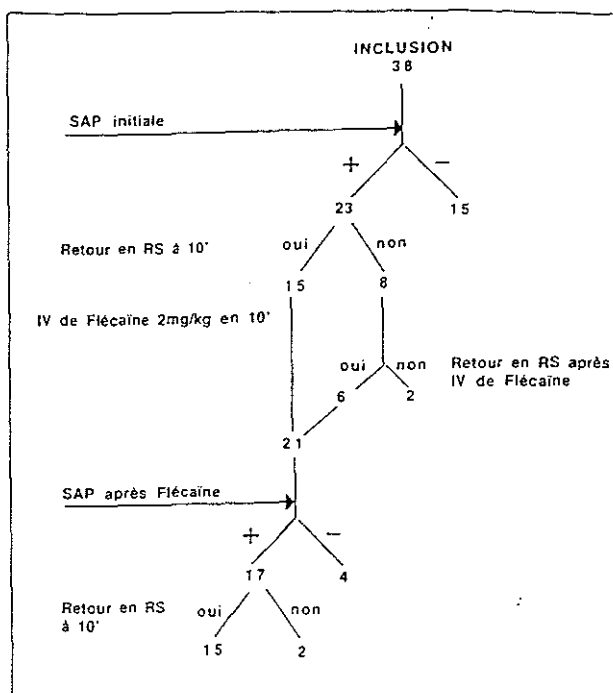 INCLUSION
38
SAP initiale
+ −
23 15
Retour en RS à 10' oui non
15 8
IV de Flécaïne 2mg/kg en 10'
oui non Retour en RS après
IV de Flécaïne
6 2
21
SAP après Flécaïne
+ −
17 4
Retour en RS
à 10' oui non
15 2